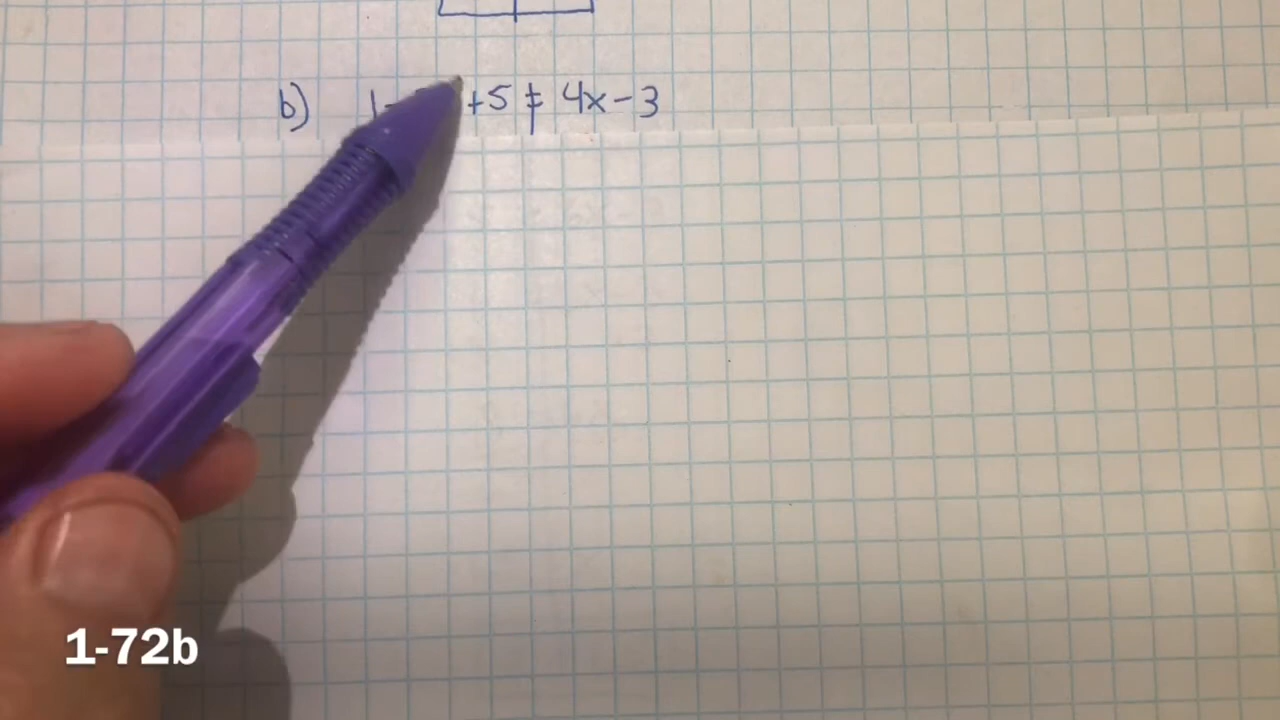 b) 1- +5 = 4x-3
1-72b